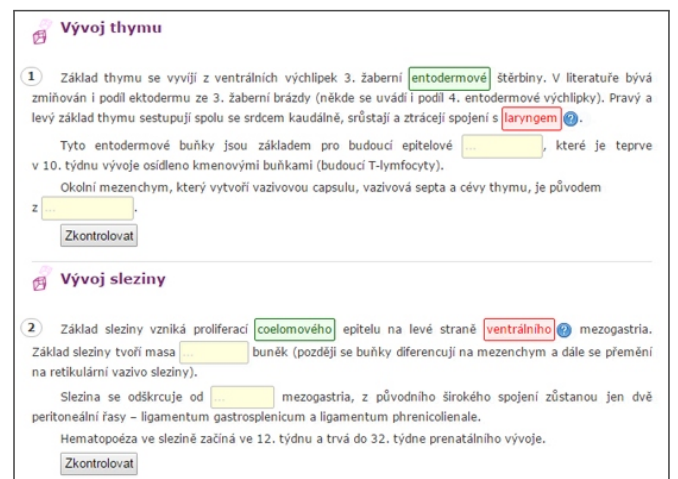 Vývoj thymu
1 Základ thymu se vyvíjí z ventrálních výchlipek 3. žaberní entodermové štěrbiny. V literatuře bývá
zmiňován i podíl ektodermu ze 3. žaberní brázdy (někde se uvádí i podíl 4. entodermové výchlipky). Pravý a
levý základ thymu sestupují spolu se srdcem kaudálně, srůstají a ztrácejí spojení s laryngem ?.
Tyto entodermové buňky jsou základem pro budoucí epitelové ... , které je teprve
v 10. týdnu vývoje osídleno kmenovými buňkami (budoucí T-lymfocyty).
Okolní mezenchym, který vytvoří vazivovou capsulu, vazivová septa a cévy thymu, je původem
z ... .
Zkontrolovat
Vývoj sleziny
2 Základ sleziny vzniká proliferací coelomového epitelu na levé straně ventrálního ? mezogastria.
Základ sleziny tvoří masa ... buněk (později se buňky diferencují na mezenchym a dále se přemění
na retikulární vazivo sleziny).
Slezina se odškrcuje od ... mezogastria, z původního širokého spojení zůstanou jen dvě
peritoneální řasy – ligamentum gastrosplenicum a ligamentum phrenicolienale.
Hematopoéza ve slezině začíná ve 12. týdnu a trvá do 32. týdne prenatálního vývoje.
Zkontrolovat